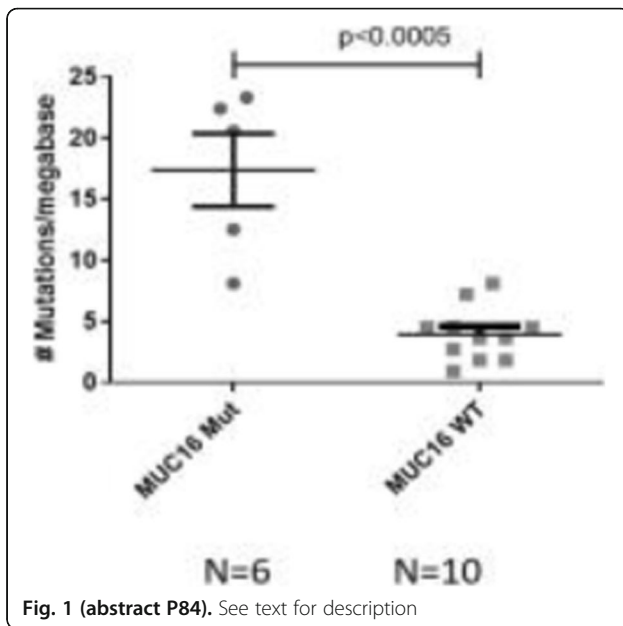 p<0.0005
# Mutations/megabase
25
20
15
10
5
0
MUC16 Mut
MUC16 WT
N=6
N=10
Fig. 1 (abstract P84). See text for description